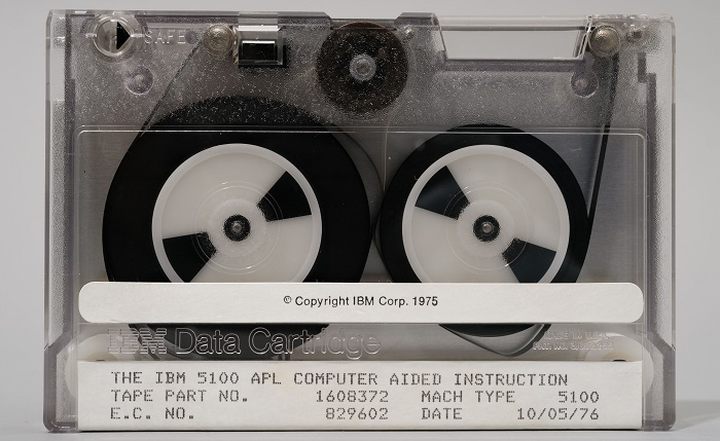 SAFE
© Copyright IBM Corp. 1975
IBM Data Cartridge
THE IBM 5100 APL COMPUTER AIDED INSTRUCTION
TAPE PART NO. 1608372 MACH TYPE 5100
E.C. NO. 829602 DATE 10/05/76